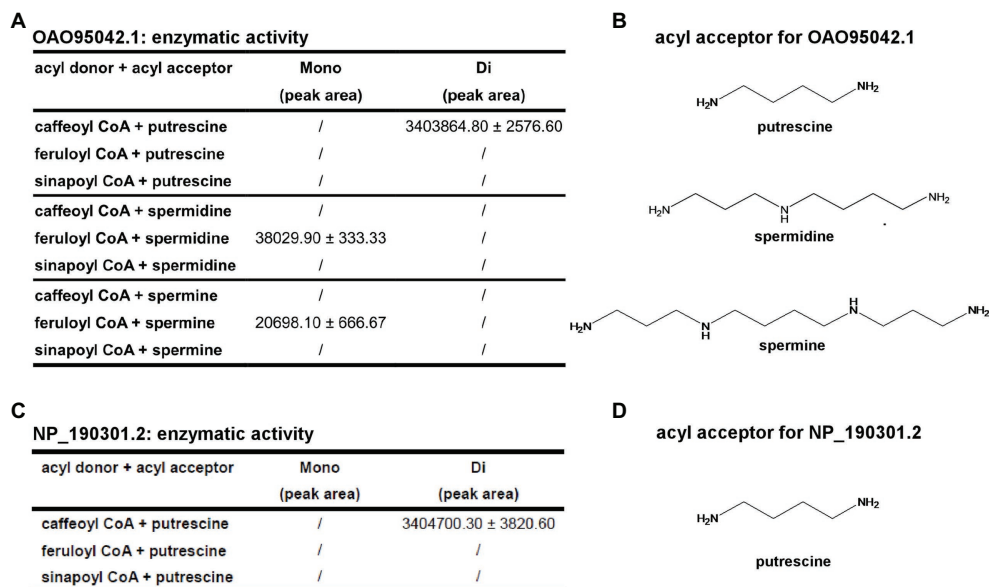 A
OAO95042.1: enzymatic activity
acyl donor + acyl acceptor Mono Di
(peak area) (peak area)
caffeoyl CoA + putrescine / 3403864.80 ± 2576.60
feruloyl CoA + putrescine / /
sinapoyl CoA + putrescine / /
caffeoyl CoA + spermidine / /
feruloyl CoA + spermidine 38029.90 ± 333.33 /
sinapoyl CoA + spermidine / /
caffeoyl CoA + spermine / /
feruloyl CoA + spermine 20698.10 ± 666.67 /
sinapoyl CoA + spermine / /
B
acyl acceptor for OAO95042.1
H₂N NH₂
putrescine
H₂N N H NH₂
spermidine
H₂N N H H N NH₂
spermine
C
NP_190301.2: enzymatic activity
acyl donor + acyl acceptor Mono Di
(peak area) (peak area)
caffeoyl CoA + putrescine / 3404700.30 ± 3820.60
feruloyl CoA + putrescine / /
sinapoyl CoA + putrescine / /
D
acyl acceptor for NP_190301.2
H₂N NH₂
putrescine